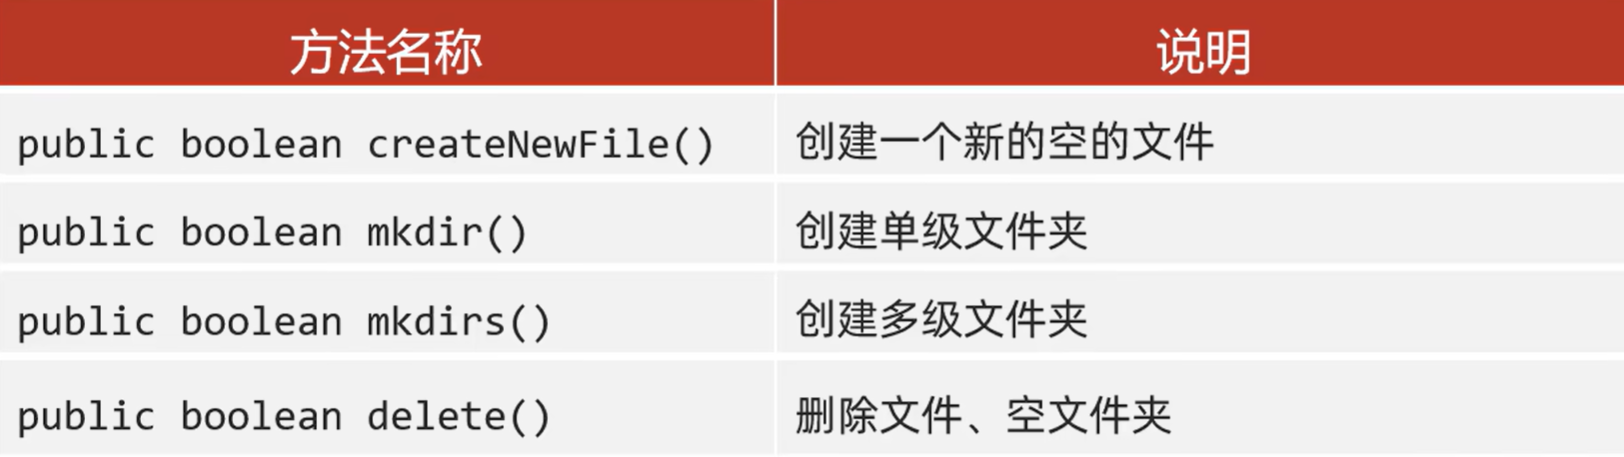 方法名称 说明
public boolean createNewFile() 创建一个新的空的文件
public boolean mkdir() 创建单级文件夹
public boolean mkdirs() 创建多级文件夹
public boolean delete() 删除文件、空文件夹